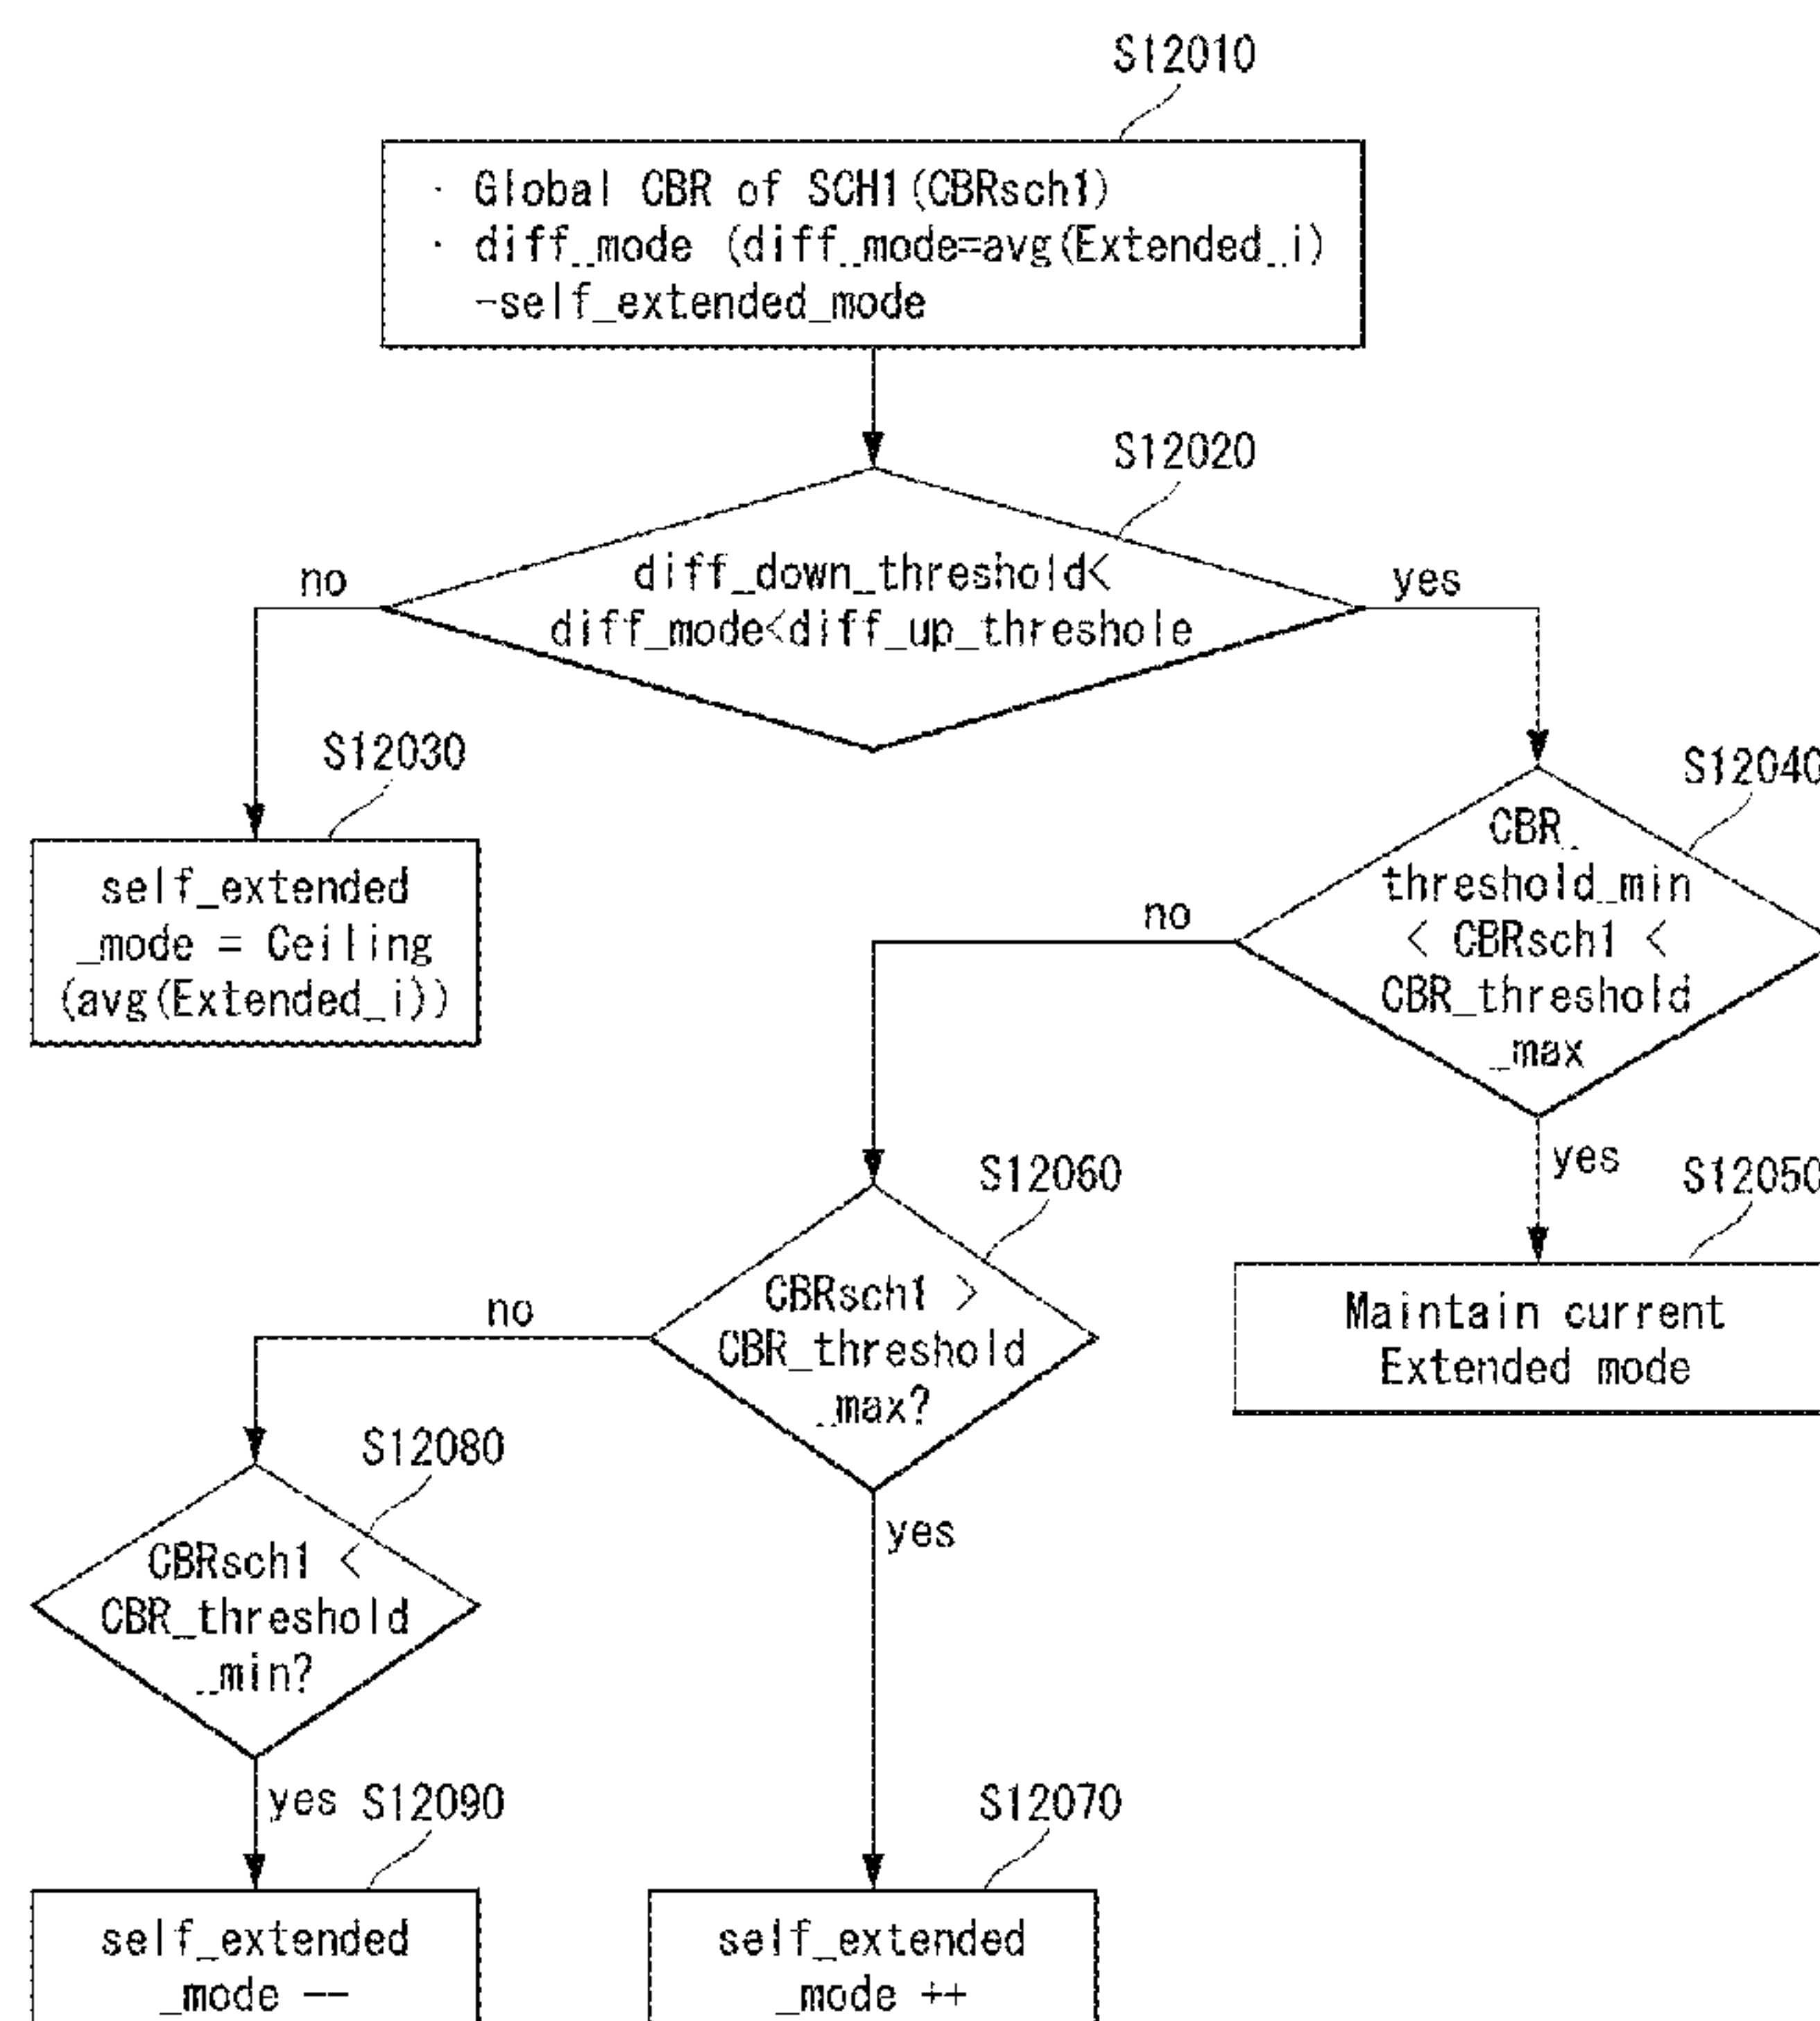 S12010
· Global CBR of SCH1(CBRsch1)
· diff_mode (diff_mode=avg(Extended_i)
-self_extended_mode
S12020
diff_down_threshold<
diff_mode<diff_up_threshole
no
yes
S12030
self_extended
_mode = Ceiling
(avg(Extended_i))
S12040
CBR_
threshold_min
< CBRsch1 <
CBR_threshold
_max
no
yes
S12050
Maintain current
Extended mode
S12060
CBRsch1 >
CBR_threshold
_max?
no
yes
S12080
CBRsch1 <
CBR_threshold
_min?
yes
S12090
self_extended
_mode --
S12070
self_extended
_mode ++